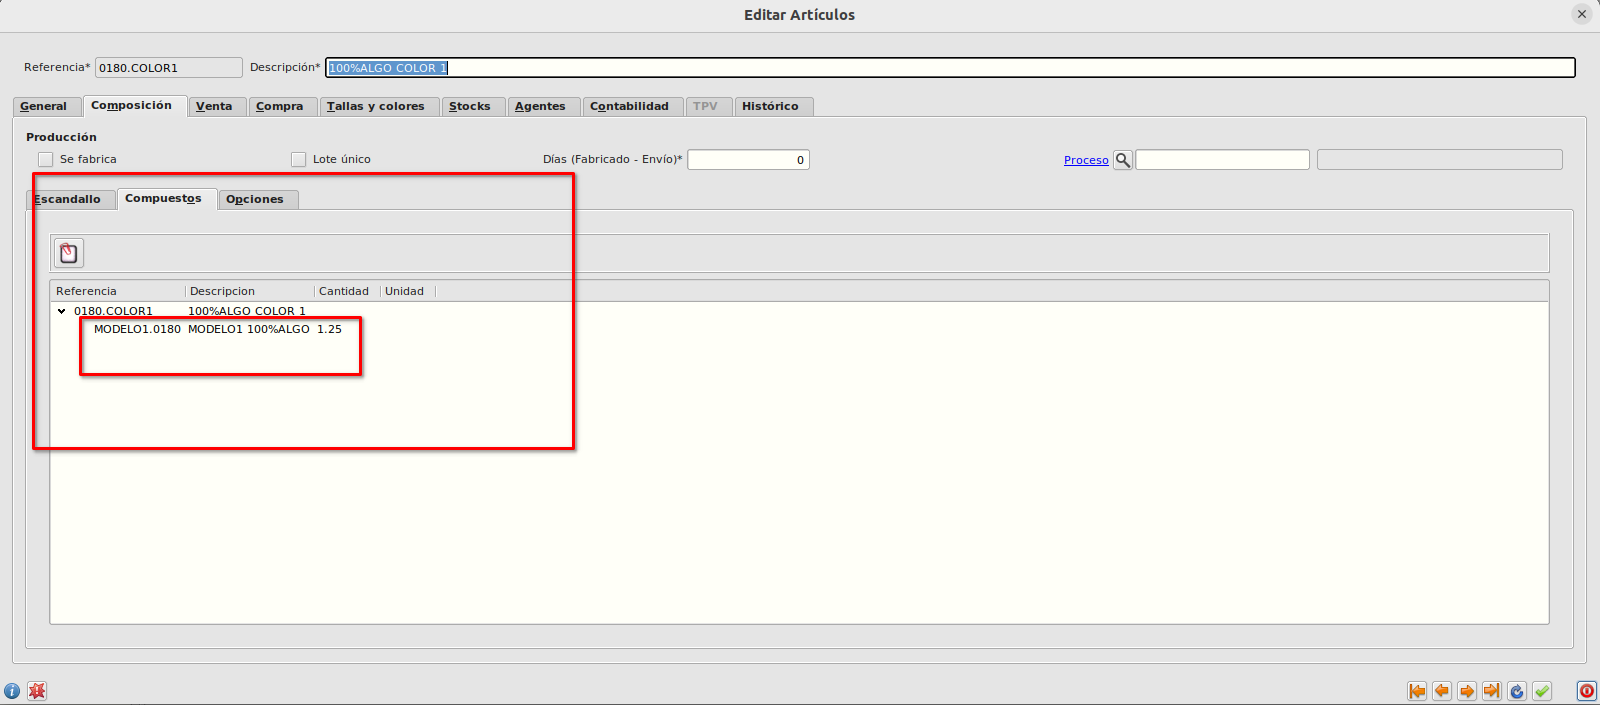 Editar Artículos
Referencia* 0180.COLOR1 Descripción* 100%ALGO COLOR 1
General Composición Venta Compra Tallas y colores Stocks Agentes Contabilidad TPV Histórico
Producción
Se fabrica Lote único Días (Fabricado - Envío)* 0 Proceso
Escandallo Compuestos Opciones
Referencia Descripcion Cantidad Unidad
0180.COLOR1 100%ALGO COLOR 1
MODELO1.0180 MODELO1 100%ALGO 1.25